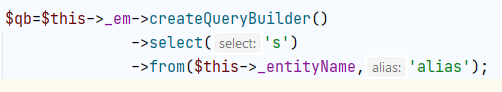 $qb=$this->_em->createQueryBuilder()
->select( select: 's')
->from($this->_entityName, alias: 'alias');